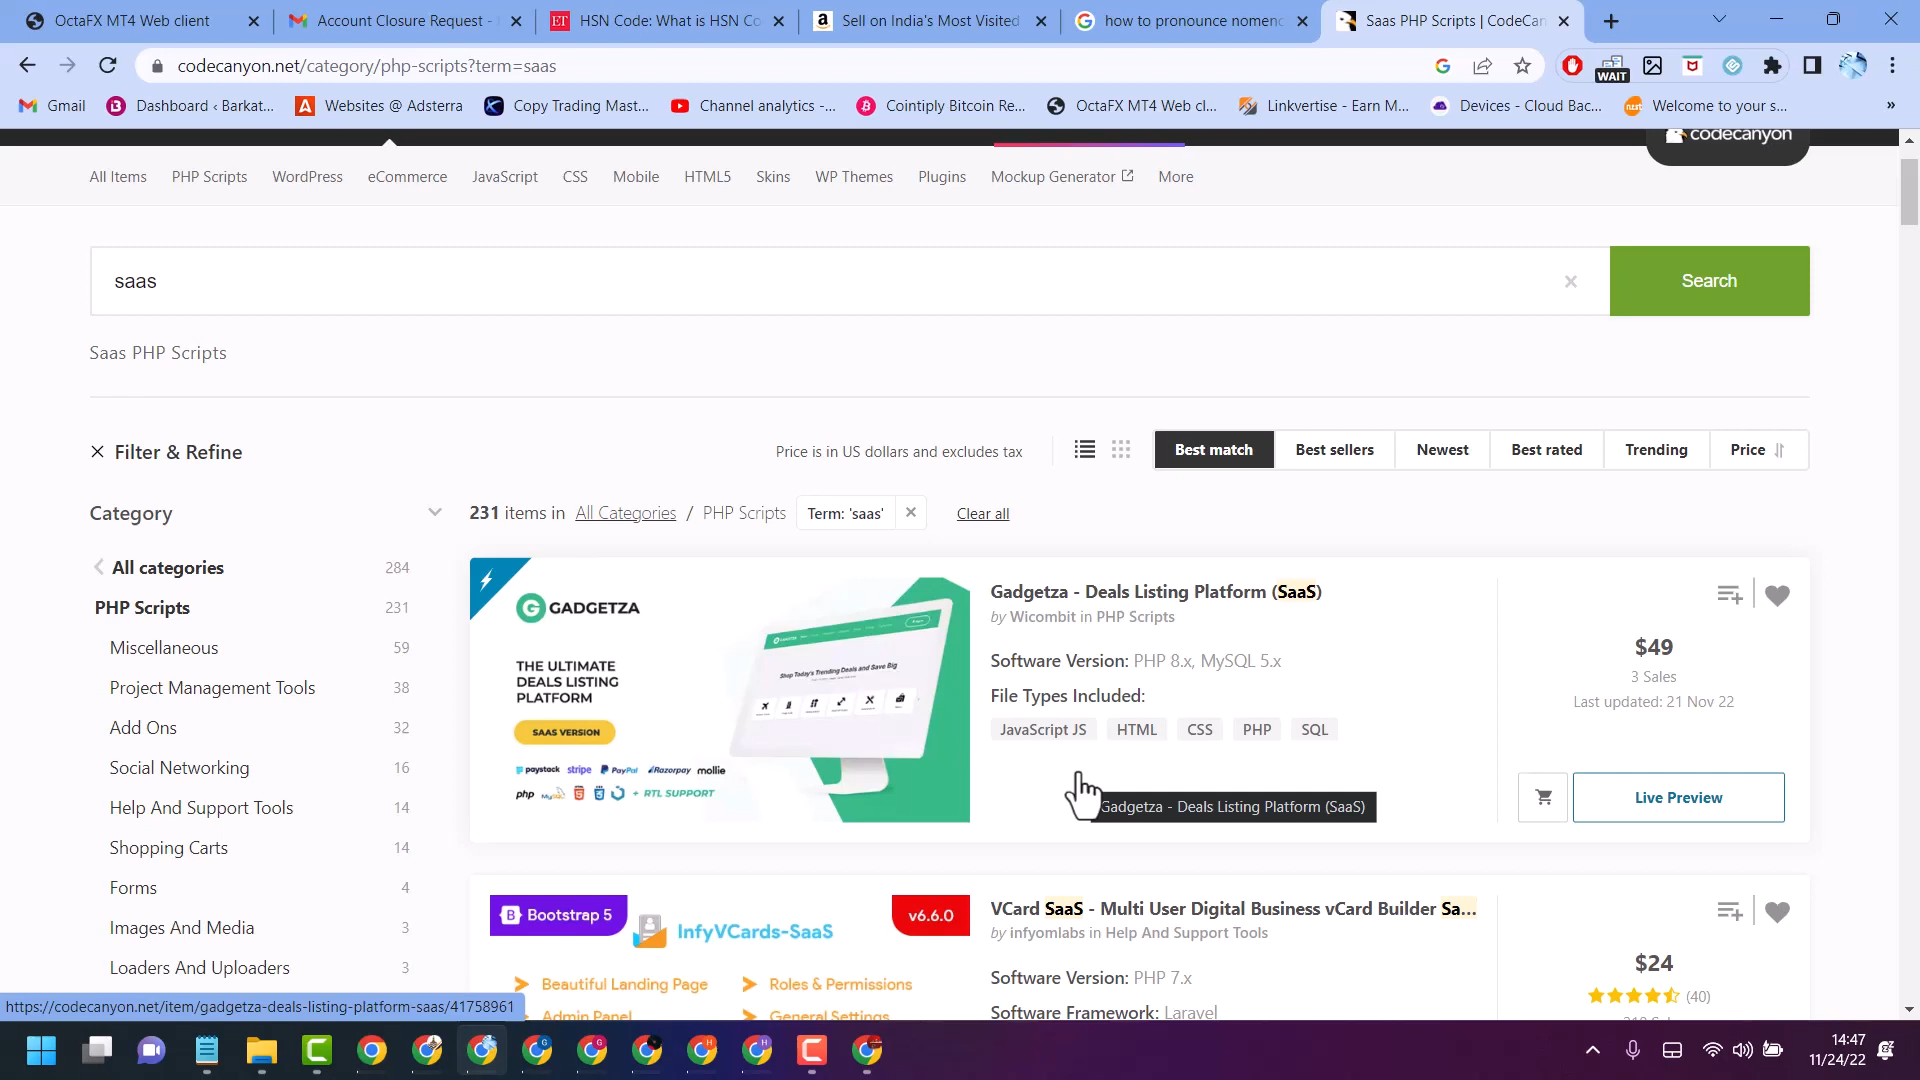 OctaFX MT4 Web client
Account Closure Request -
HSN Code: What is HSN Co
Sell on India's Most Visited
how to pronounce nomenc
Saas PHP Scripts | CodeCan
codecanyon.net/category/php-scripts?term=saas
WAIT
Gmail
Dashboard ‹ Barkat...
Websites @ Adsterra
Copy Trading Mast...
Channel analytics -...
Cointiply Bitcoin Re...
OctaFX MT4 Web cl...
Linkvertise - Earn M...
Devices - Cloud Bac...
Welcome to your s...
codecanyon
All Items
PHP Scripts
WordPress
eCommerce
JavaScript
CSS
Mobile
HTML5
Skins
WP Themes
Plugins
Mockup Generator
More
saas
Search
Saas PHP Scripts
Filter & Refine
Price is in US dollars and excludes tax
Best match
Best sellers
Newest
Best rated
Trending
Price
Category
231 items in All Categories / PHP Scripts
Term: 'saas'
Clear all
All categories 284
PHP Scripts 231
Miscellaneous 59
Project Management Tools 38
Add Ons 32
Social Networking 16
Help And Support Tools 14
Shopping Carts 14
Forms 4
Images And Media 3
Loaders And Uploaders 3
GADGETZA
THE ULTIMATE
DEALS LISTING
PLATFORM
SAAS VERSION
paystack stripe PayPal Razorpay mollie
php MySQL + RTL SUPPORT
Shop Today's Trending Deals and Save Big
Gadgetza - Deals Listing Platform (SaaS)
by Wicombit in PHP Scripts
Software Version: PHP 8.x, MySQL 5.x
File Types Included:
JavaScript JS
HTML
CSS
PHP
SQL
Gadgetza - Deals Listing Platform (SaaS)
$49
3 Sales
Last updated: 21 Nov 22
Live Preview
Bootstrap 5
InfyVCards-SaaS
v6.6.0
Beautiful Landing Page
Roles & Permissions
Admin Panel
General Settings
VCard SaaS - Multi User Digital Business vCard Builder Sa...
by infyomlabs in Help And Support Tools
Software Version: PHP 7.x
Software Framework: Laravel
$24
(40)
https://codecanyon.net/item/gadgetza-deals-listing-platform-saas/41758961
14:47
11/24/22